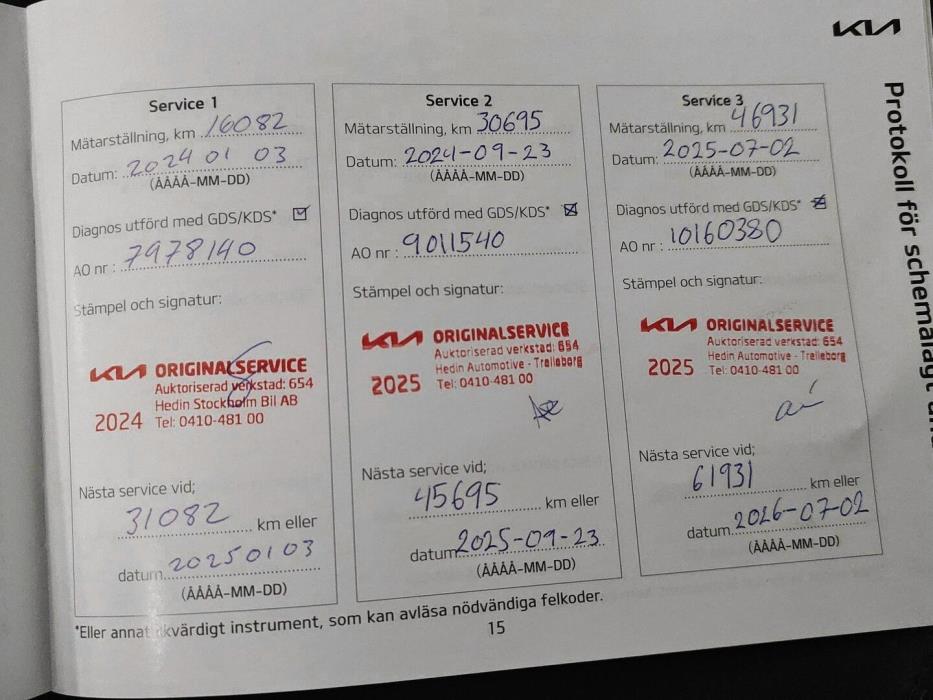 KIA
Protokoll för schemalagt
Service 1
Mätarställning, km 16082
Datum: 2024 01 03
(ÅÅÅÅ-MM-DD)
Diagnos utförd med GDS/KDS*
AO nr : 7978140
Stämpel och signatur:
KIA ORIGINALSERVICE
Auktoriserad verkstad: 654
Hedin Stockholm Bil AB
2024 Tel: 0410-481 00
Nästa service vid;
31082 km eller
datum 2025 01 03
(ÅÅÅÅ-MM-DD)
Service 2
Mätarställning, km 30695
Datum: 2024-09-23
(ÅÅÅÅ-MM-DD)
Diagnos utförd med GDS/KDS*
AO nr : 9011540
Stämpel och signatur:
KIA ORIGINALSERVICE
Auktoriserad verkstad: 654
Hedin Automotive - Trelleborg
2025 Tel: 0410-481 00
Nästa service vid;
45695 km eller
datum 2025-09-23
(ÅÅÅÅ-MM-DD)
Service 3
Mätarställning, km 46931
Datum: 2025-07-02
(ÅÅÅÅ-MM-DD)
Diagnos utförd med GDS/KDS*
AO nr : 10160380
Stämpel och signatur:
KIA ORIGINALSERVICE
Auktoriserad verkstad: 654
Hedin Automotive - Trelleborg
2025 Tel: 0410-481 00
Nästa service vid;
61931 km eller
datum 2026-07-02
(ÅÅÅÅ-MM-DD)
*Eller annat likvärdigt instrument, som kan avläsa nödvändiga felkoder.
15